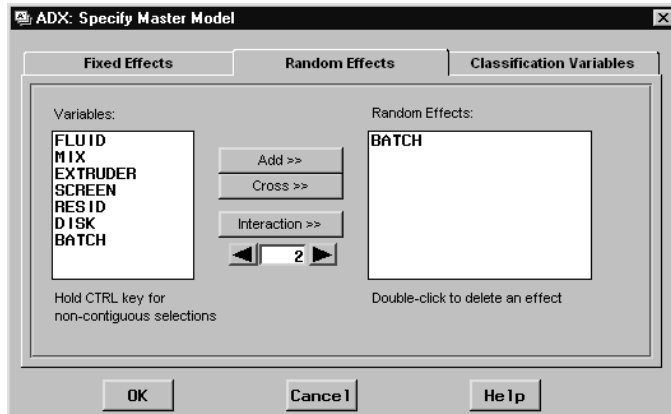 ADX: Specify Master Model
Fixed Effects
Random Effects
Classification Variables
Variables:
FLUID
MIX
EXTRUDER
SCREEN
RESID
DISK
BATCH
Hold CTRL key for
non-contiguous selections
Add >>
Cross >>
Interaction >>
2
Random Effects:
BATCH
Double-click to delete an effect
OK
Cancel
Help